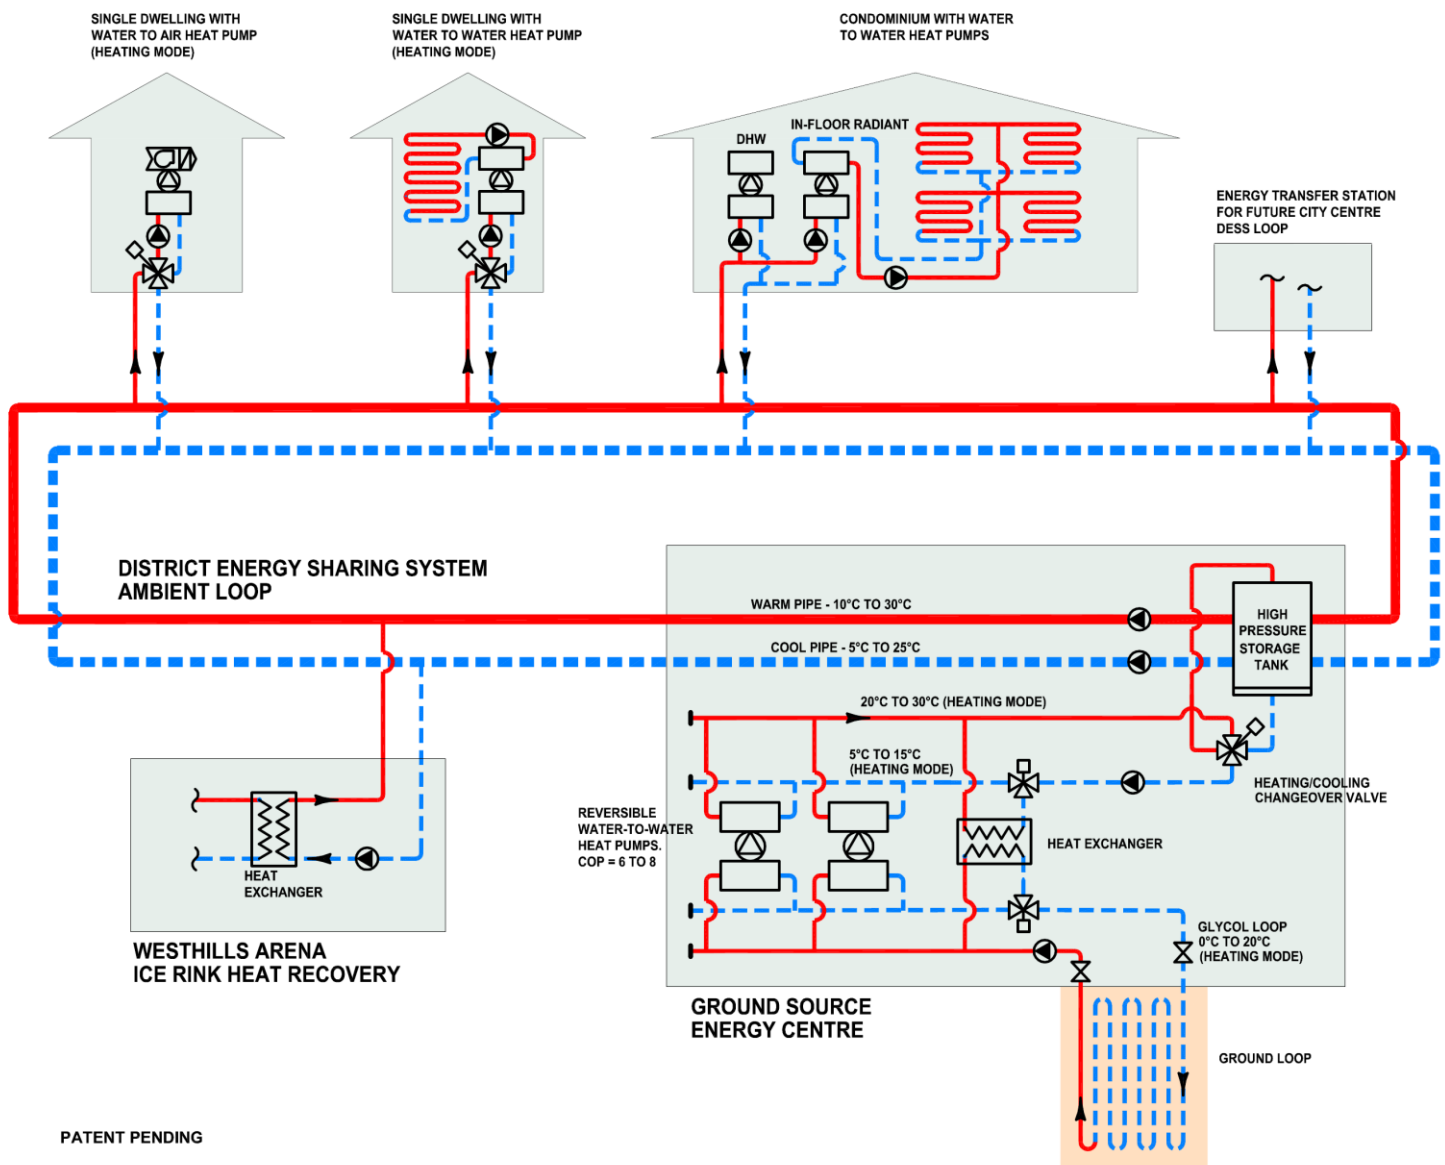 SINGLE DWELLING WITH
WATER TO AIR HEAT PUMP
(HEATING MODE)
SINGLE DWELLING WITH
WATER TO WATER HEAT PUMP
(HEATING MODE)
CONDOMINIUM WITH WATER
TO WATER HEAT PUMPS
DHW
IN-FLOOR RADIANT
ENERGY TRANSFER STATION
FOR FUTURE CITY CENTRE
DESS LOOP
DISTRICT ENERGY SHARING SYSTEM
AMBIENT LOOP
WARM PIPE - 10°C TO 30°C
COOL PIPE - 5°C TO 25°C
HIGH
PRESSURE
STORAGE
TANK
20°C TO 30°C (HEATING MODE)
5°C TO 15°C
(HEATING MODE)
HEATING/COOLING
CHANGEOVER VALVE
REVERSIBLE
WATER-TO-WATER
HEAT PUMPS.
COP = 6 TO 8
HEAT EXCHANGER
HEAT
EXCHANGER
WESTHILLS ARENA
ICE RINK HEAT RECOVERY
GLYCOL LOOP
0°C TO 20°C
(HEATING MODE)
GROUND SOURCE
ENERGY CENTRE
GROUND LOOP
PATENT PENDING